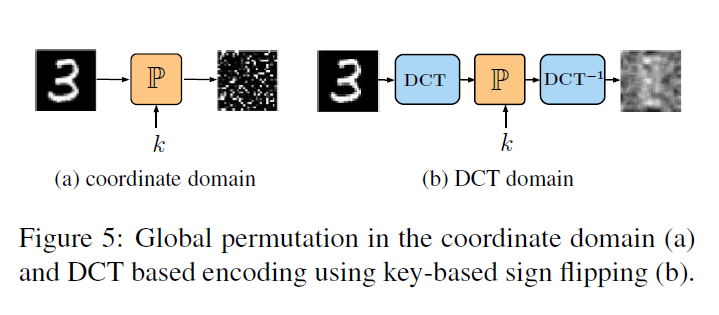 3 ℙ 3 DCT ℙ DCT⁻¹
k k
(a) coordinate domain (b) DCT domain
Figure 5: Global permutation in the coordinate domain (a)
and DCT based encoding using key-based sign flipping (b).